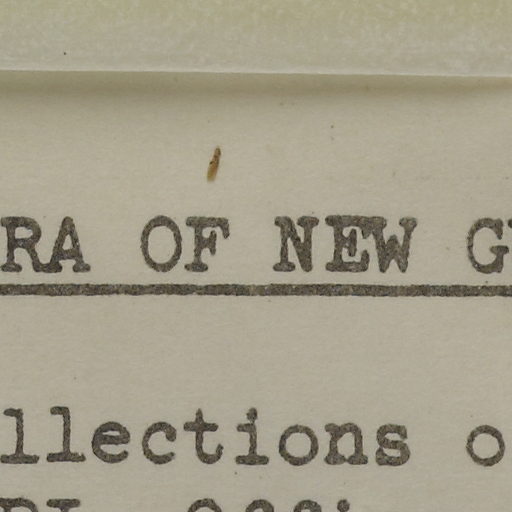 RA OF NEW G
llections o